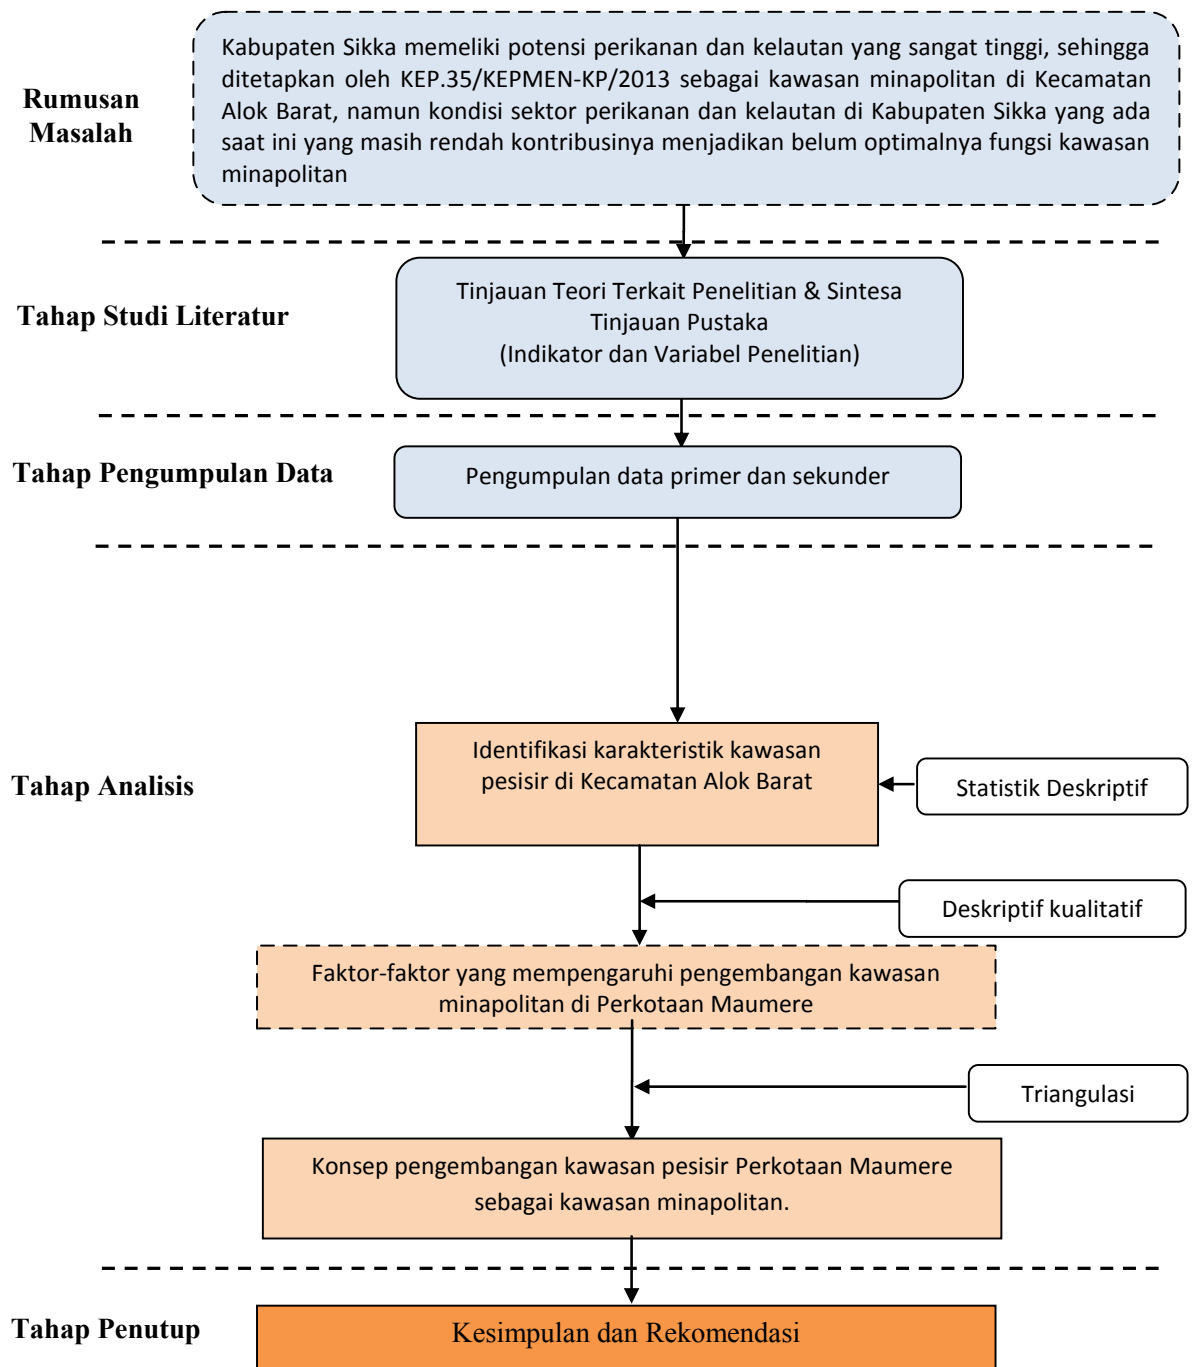 Rumusan
Masalah
Kabupaten Sikka memeliki potensi perikanan dan kelautan yang sangat tinggi, sehingga
ditetapkan oleh KEP.35/KEPMEN-KP/2013 sebagai kawasan minapolitan di Kecamatan
Alok Barat, namun kondisi sektor perikanan dan kelautan di Kabupaten Sikka yang ada
saat ini yang masih rendah kontribusinya menjadikan belum optimalnya fungsi kawasan
minapolitan
Tahap Studi Literatur
Tinjauan Teori Terkait Penelitian & Sintesa
Tinjauan Pustaka
(Indikator dan Variabel Penelitian)
Tahap Pengumpulan Data
Pengumpulan data primer dan sekunder
Tahap Analisis
Identifikasi karakteristik kawasan
pesisir di Kecamatan Alok Barat
Statistik Deskriptif
Deskriptif kualitatif
Faktor-faktor yang mempengaruhi pengembangan kawasan
minapolitan di Perkotaan Maumere
Triangulasi
Konsep pengembangan kawasan pesisir Perkotaan Maumere
sebagai kawasan minapolitan.
Tahap Penutup
Kesimpulan dan Rekomendasi